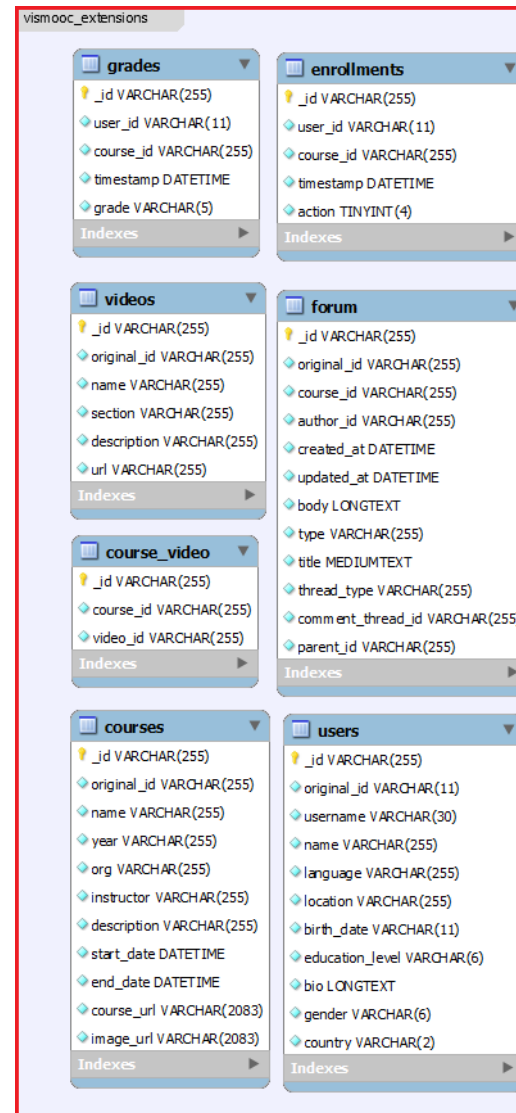 vismooc_extensions
grades
_id VARCHAR(255)
user_id VARCHAR(11)
course_id VARCHAR(255)
timestamp DATETIME
grade VARCHAR(5)
Indexes
enrollments
_id VARCHAR(255)
user_id VARCHAR(11)
course_id VARCHAR(255)
timestamp DATETIME
action TINYINT(4)
Indexes
videos
_id VARCHAR(255)
original_id VARCHAR(255)
name VARCHAR(255)
section VARCHAR(255)
description VARCHAR(255)
url VARCHAR(255)
Indexes
forum
_id VARCHAR(255)
original_id VARCHAR(255)
course_id VARCHAR(255)
author_id VARCHAR(255)
created_at DATETIME
updated_at DATETIME
body LONGTEXT
type VARCHAR(255)
title MEDIUMTEXT
thread_type VARCHAR(255)
comment_thread_id VARCHAR(255
parent_id VARCHAR(255)
Indexes
course_video
_id VARCHAR(255)
course_id VARCHAR(255)
video_id VARCHAR(255)
Indexes
courses
_id VARCHAR(255)
original_id VARCHAR(255)
name VARCHAR(255)
year VARCHAR(255)
org VARCHAR(255)
instructor VARCHAR(255)
description VARCHAR(255)
start_date DATETIME
end_date DATETIME
course_url VARCHAR(2083)
image_url VARCHAR(2083)
Indexes
users
_id VARCHAR(255)
original_id VARCHAR(11)
username VARCHAR(30)
name VARCHAR(255)
language VARCHAR(255)
location VARCHAR(255)
birth_date VARCHAR(11)
education_level VARCHAR(6)
bio LONGTEXT
gender VARCHAR(6)
country VARCHAR(2)
Indexes